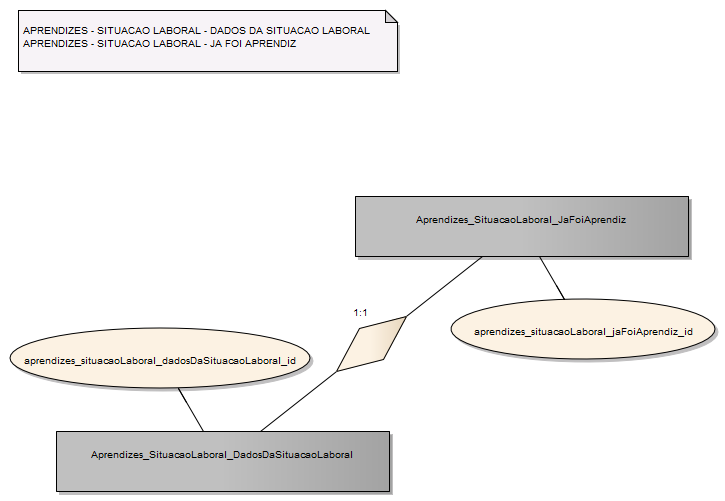 APRENDIZES - SITUACAO LABORAL - DADOS DA SITUACAO LABORAL
APRENDIZES - SITUACAO LABORAL - JA FOI APRENDIZ
Aprendizes_SituacaoLaboral_JaFoiAprendiz
1:1
aprendizes_situacaoLaboral_jaFoiAprendiz_id
aprendizes_situacaoLaboral_dadosDaSituacaoLaboral_id
Aprendizes_SituacaoLaboral_DadosDaSituacaoLaboral